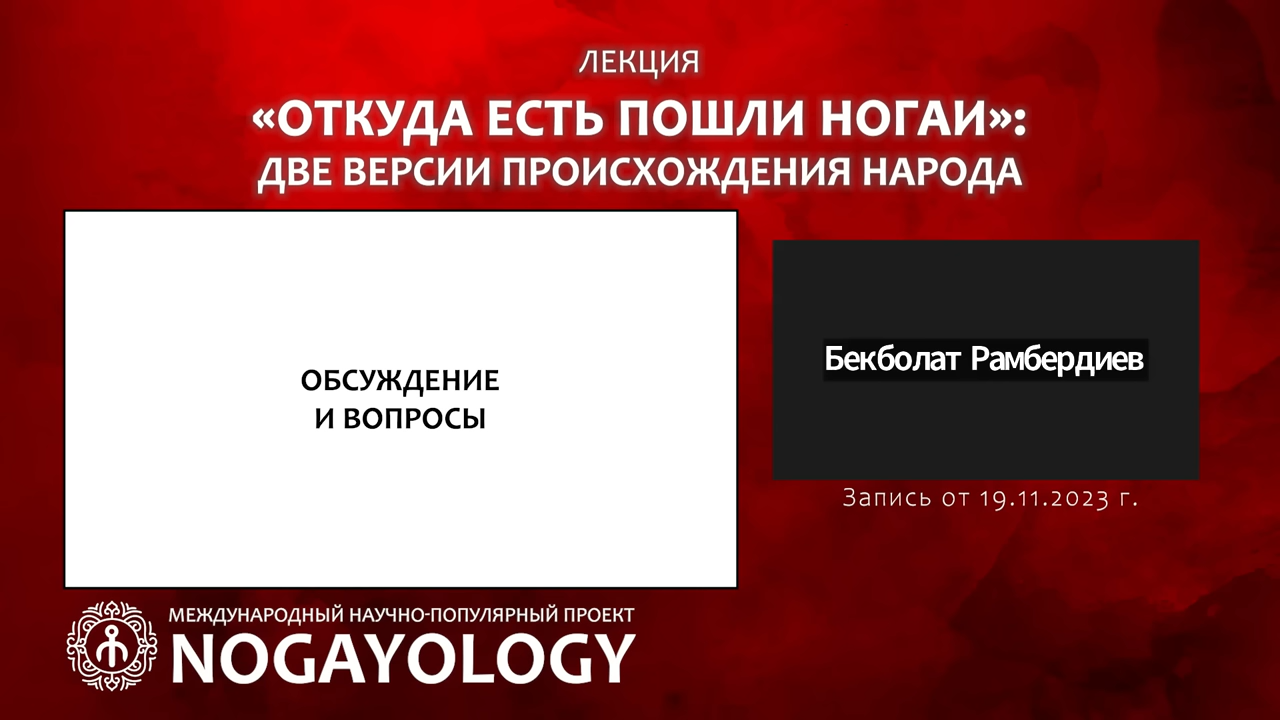 ЛЕКЦИЯ
«ОТКУДА ЕСТЬ ПОШЛИ НОГАИ»:
ДВЕ ВЕРСИИ ПРОИСХОЖДЕНИЯ НАРОДА
ОБСУЖДЕНИЕ
И ВОПРОСЫ
Бекболат Рамбердиев
Запись от 19.11.2023 г.
МЕЖДУНАРОДНЫЙ НАУЧНО-ПОПУЛЯРНЫЙ ПРОЕКТ
NOGAYOLOGY